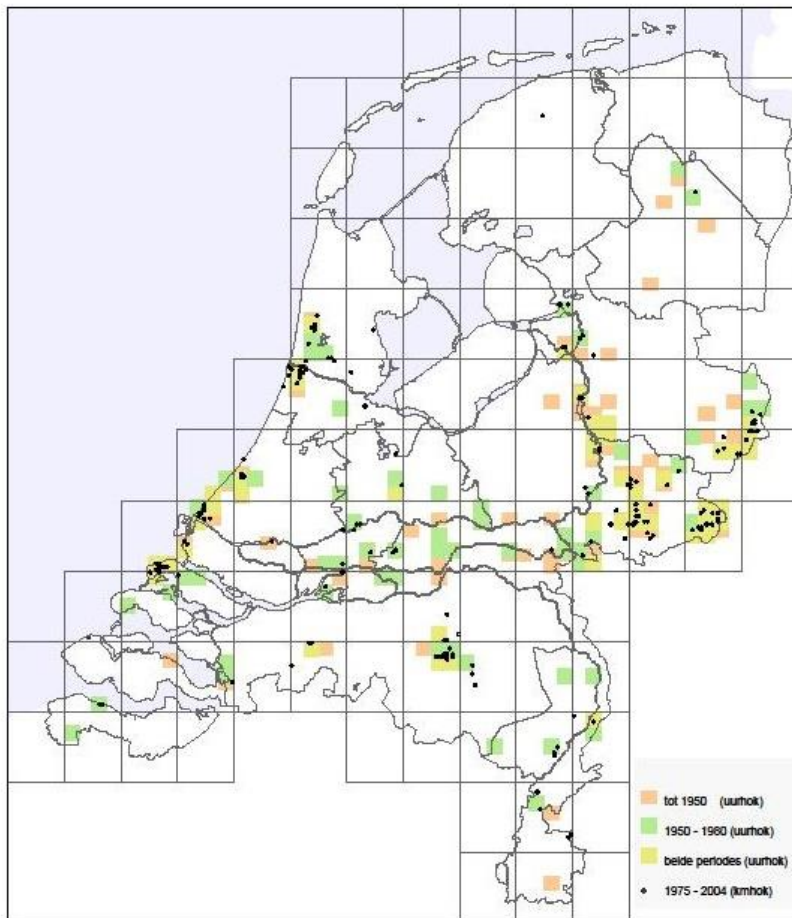 tot 1950 (uurhok)
1950 - 1980 (uurhok)
beide periodes (uurhok)
1975 - 2004 (kmhok)